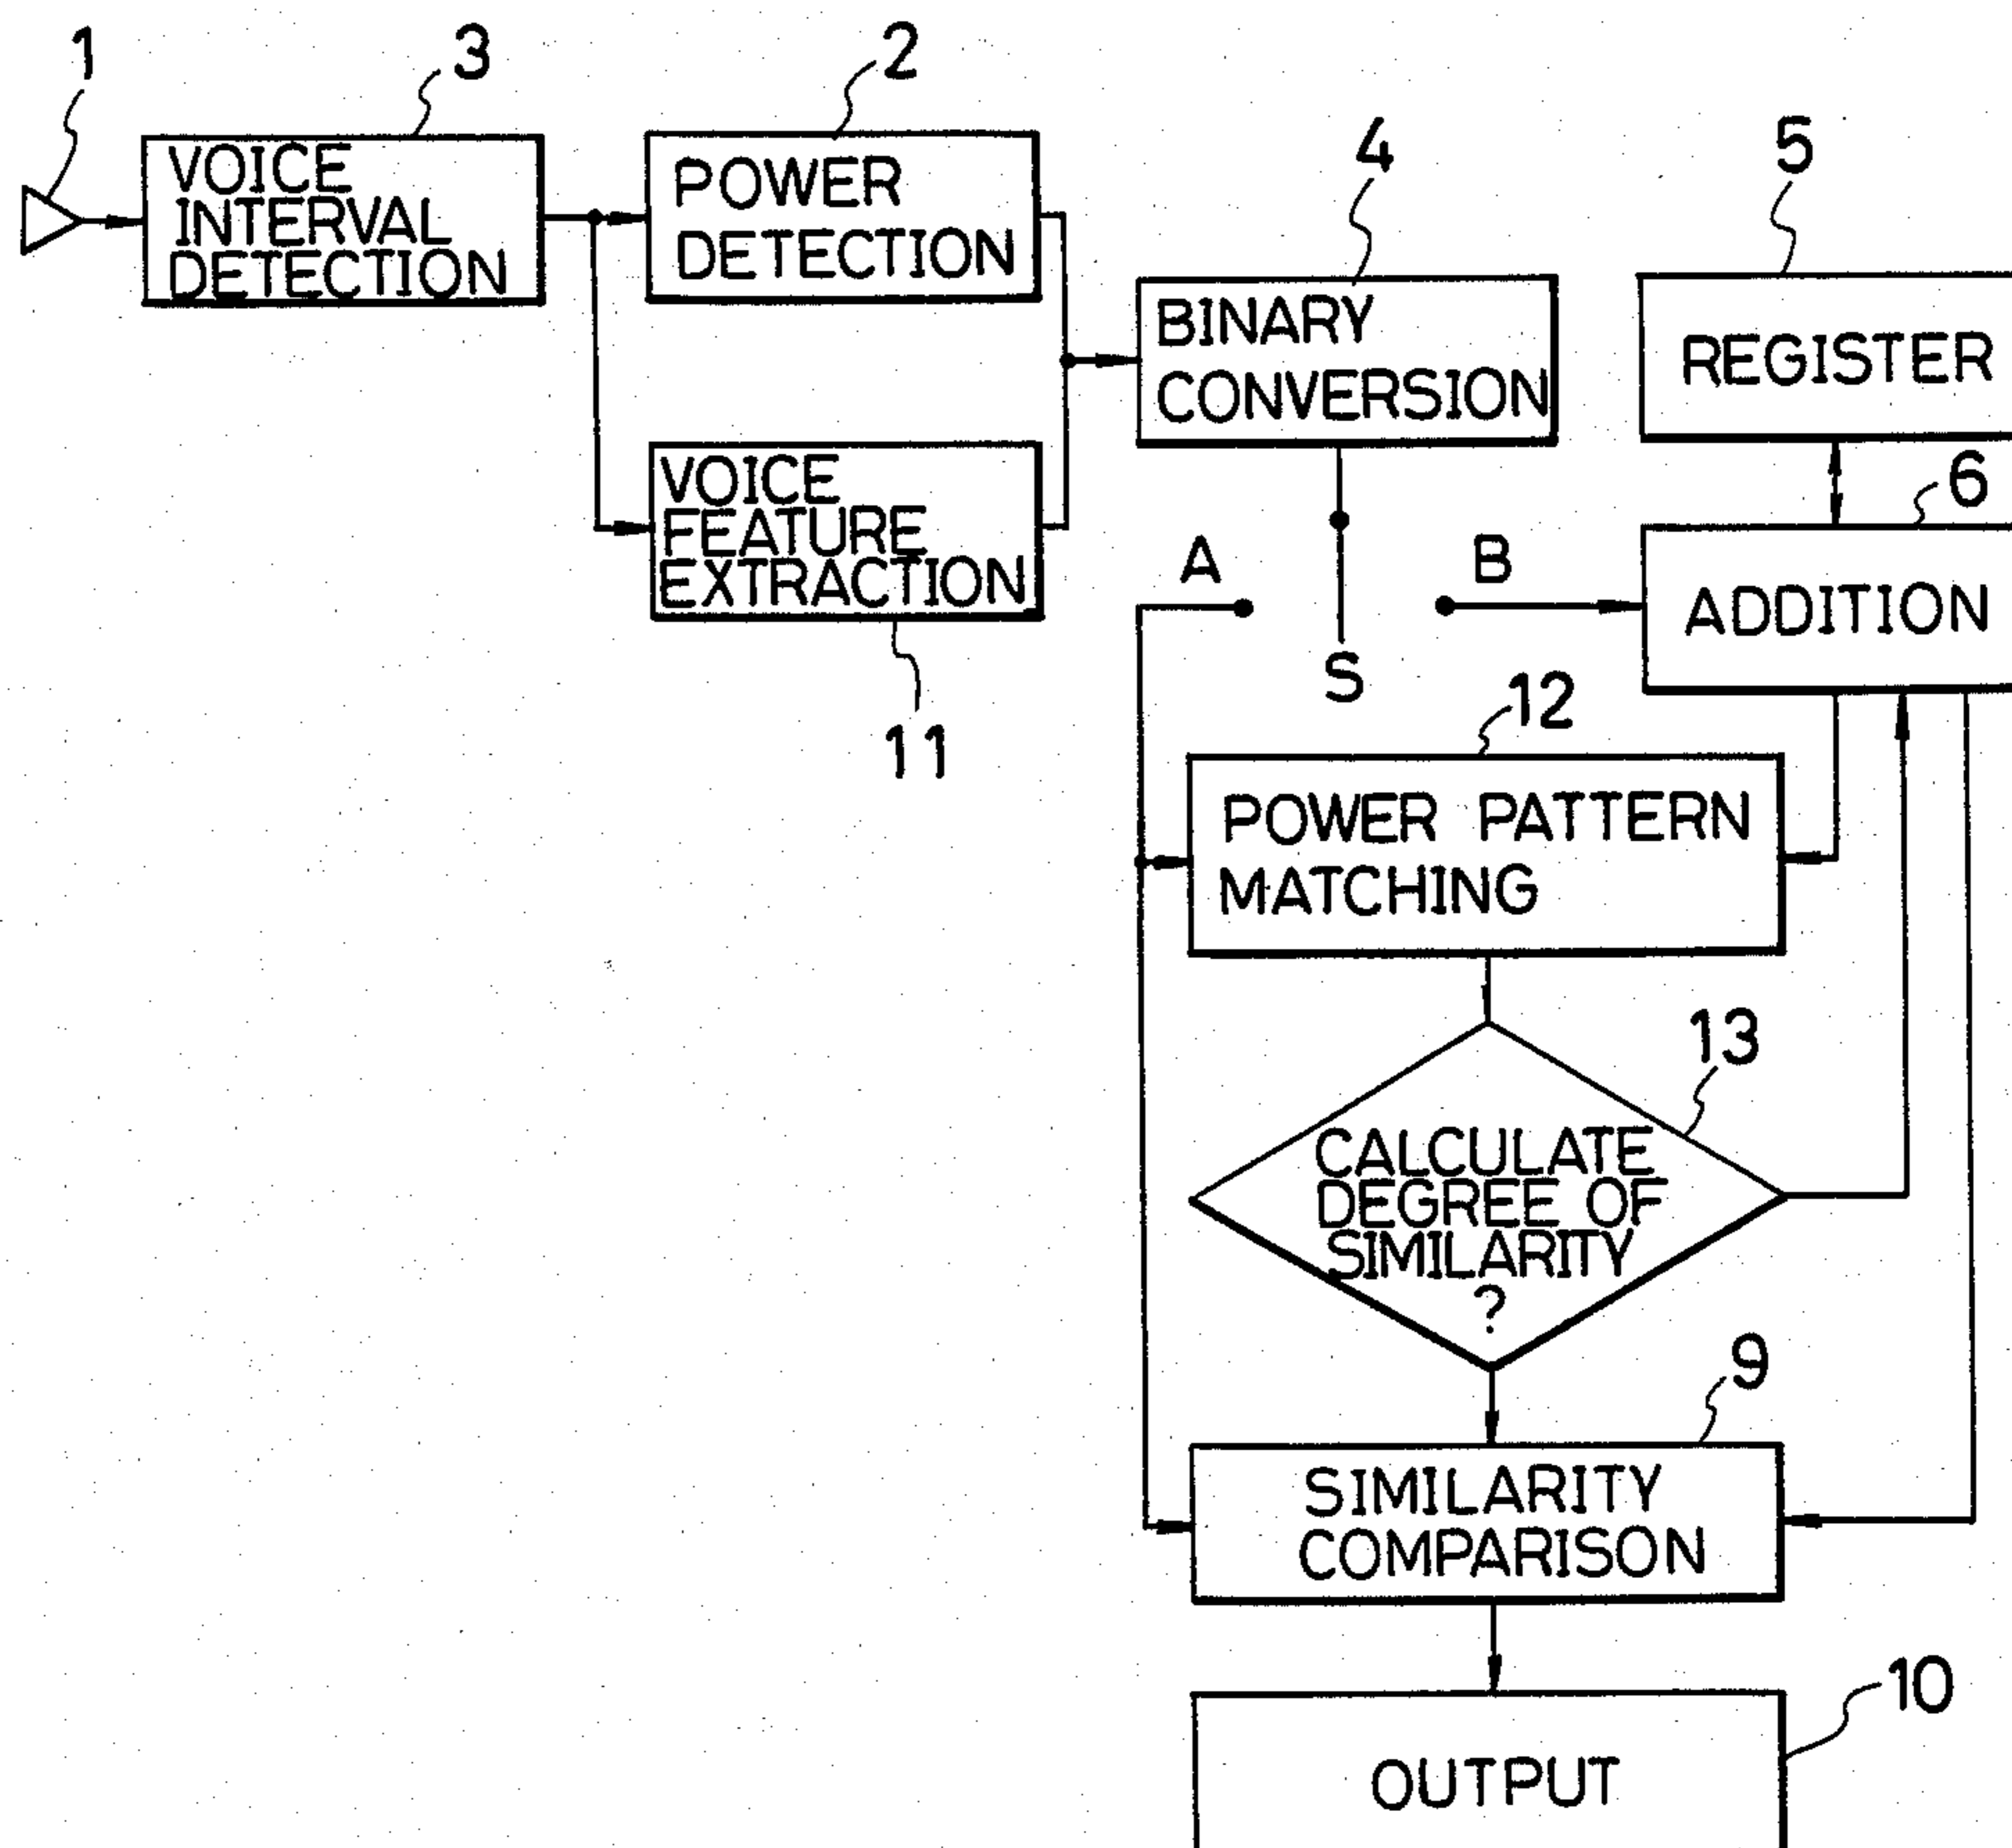 1
3
2
4
5
VOICE
INTERVAL
DETECTION
POWER
DETECTION
BINARY
CONVERSION
REGISTER
VOICE
FEATURE
EXTRACTION
11
A
S
B
6
ADDITION
12
POWER PATTERN
MATCHING
13
CALCULATE
DEGREE OF
SIMILARITY
?
9
SIMILARITY
COMPARISON
10
OUTPUT